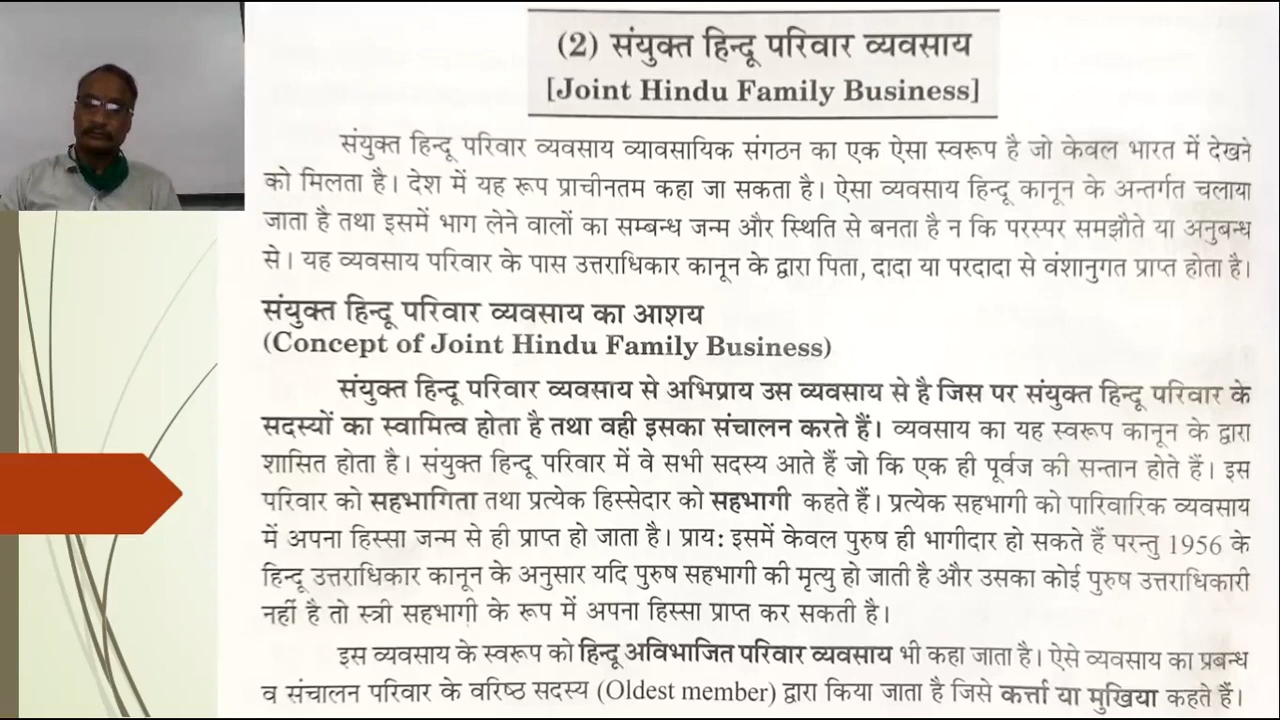 (2) संयुक्त हिन्दू परिवार व्यवसाय
[Joint Hindu Family Business]
संयुक्त हिन्दू परिवार व्यवसाय व्यावसायिक संगठन का एक ऐसा स्वरूप है जो केवल भारत में देखने
को मिलता है। देश में यह रूप प्राचीनतम कहा जा सकता है। ऐसा व्यवसाय हिन्दू कानून के अन्तर्गत चलाया
जाता है तथा इसमें भाग लेने वालों का सम्बन्ध जन्म और स्थिति से बनता है न कि परस्पर समझौते या अनुबन्ध
से। यह व्यवसाय परिवार के पास उत्तराधिकार कानून के द्वारा पिता, दादा या परदादा से वंशानुगत प्राप्त होता है।
संयुक्त हिन्दू परिवार व्यवसाय का आशय
(Concept of Joint Hindu Family Business)
संयुक्त हिन्दू परिवार व्यवसाय से अभिप्राय उस व्यवसाय से है जिस पर संयुक्त हिन्दू परिवार के
सदस्यों का स्वामित्व होता है तथा वही इसका संचालन करते हैं। व्यवसाय का यह स्वरूप कानून के द्वारा
शासित होता है। संयुक्त हिन्दू परिवार में वे सभी सदस्य आते हैं जो कि एक ही पूर्वज की सन्तान होते हैं। इस
परिवार को सहभागिता तथा प्रत्येक हिस्सेदार को सहभागी कहते हैं। प्रत्येक सहभागी को पारिवारिक व्यवसाय
में अपना हिस्सा जन्म से ही प्राप्त हो जाता है। प्राय: इसमें केवल पुरुष ही भागीदार हो सकते हैं परन्तु 1956 के
हिन्दू उत्तराधिकार कानून के अनुसार यदि पुरुष सहभागी की मृत्यु हो जाती है और उसका कोई पुरुष उत्तराधिकारी
नहीं है तो स्त्री सहभागी के रूप में अपना हिस्सा प्राप्त कर सकती है।
इस व्यवसाय के स्वरूप को हिन्दू अविभाजित परिवार व्यवसाय भी कहा जाता है। ऐसे व्यवसाय का प्रबन्ध
व संचालन परिवार के वरिष्ठ सदस्य (Oldest member) द्वारा किया जाता है जिसे कर्त्ता या मुखिया कहते हैं।